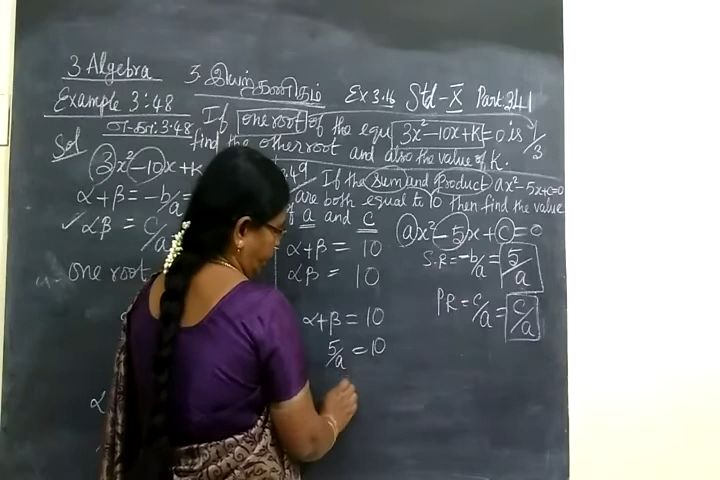 3 Algebra 3. இயற்கணிதம் Ex 3.16 Std-X Part 241
Example 3:48 If one root of the equ 3x²-10x+K=0 is 1/3
எ.கா: 3.48 find the other root and also the value of K.
Sol
3x²-10x+K
49 If the sum and product ax²-5x+c=0
are both equal to 10 then find the value
of a and c
α+β = -b/a =
✓ αβ = c/a =
one root
α
α+β = 10
αβ = 10
α+β = 10
5/a = 10
ax²-5x+c=0
S.R = -b/a = 5/a
PR = c/a = c/a